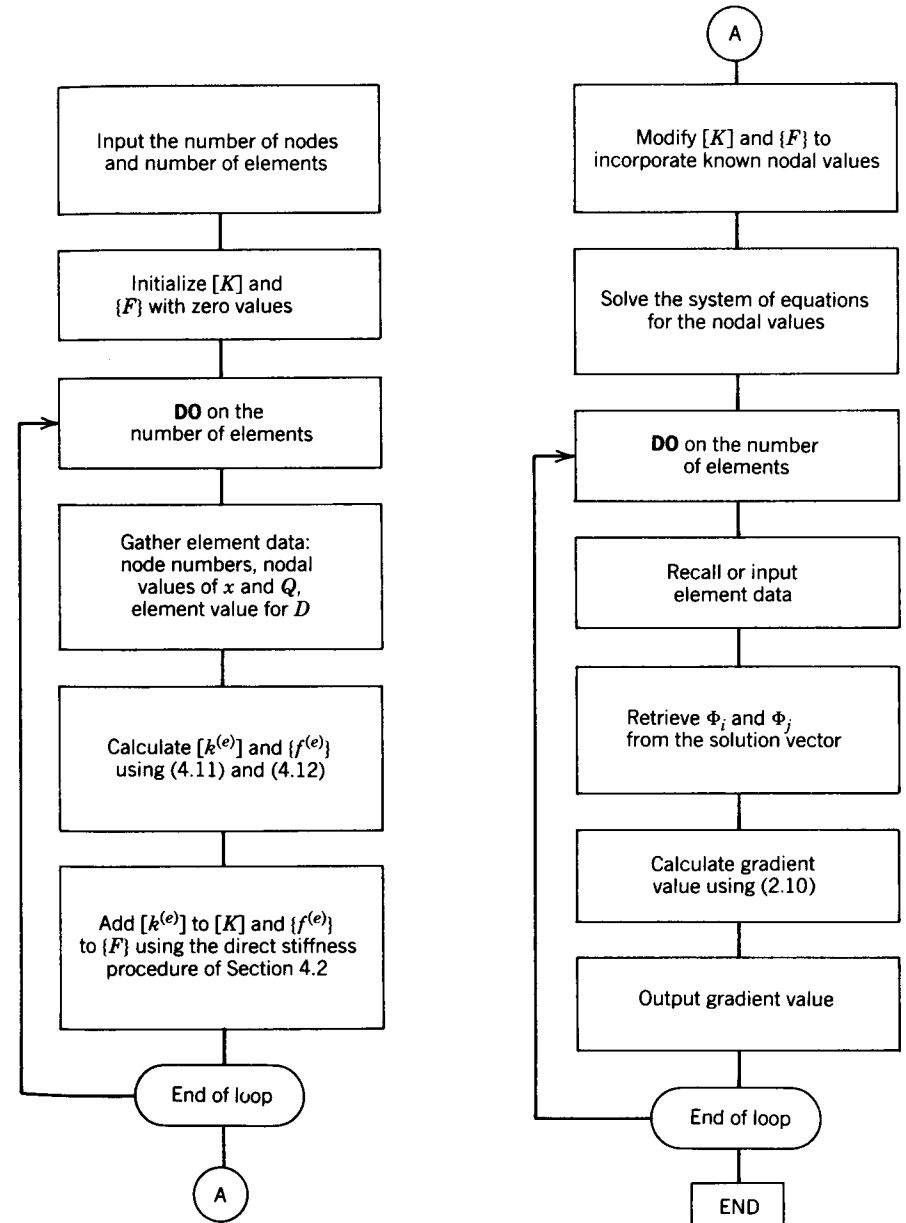 Input the number of nodes
and number of elements
Initialize [K] and
{F} with zero values
DO on the
number of elements
Gather element data:
node numbers, nodal
values of x and Q,
element value for D
Calculate [k^(e)] and {f^(e)}
using (4.11) and (4.12)
Add [k^(e)] to [K] and {f^(e)}
to {F} using the direct stiffness
procedure of Section 4.2
End of loop
A
A
Modify [K] and {F} to
incorporate known nodal values
Solve the system of equations
for the nodal values
DO on the number
of elements
Recall or input
element data
Retrieve Φ_i and Φ_j
from the solution vector
Calculate gradient
value using (2.10)
Output gradient value
End of loop
END